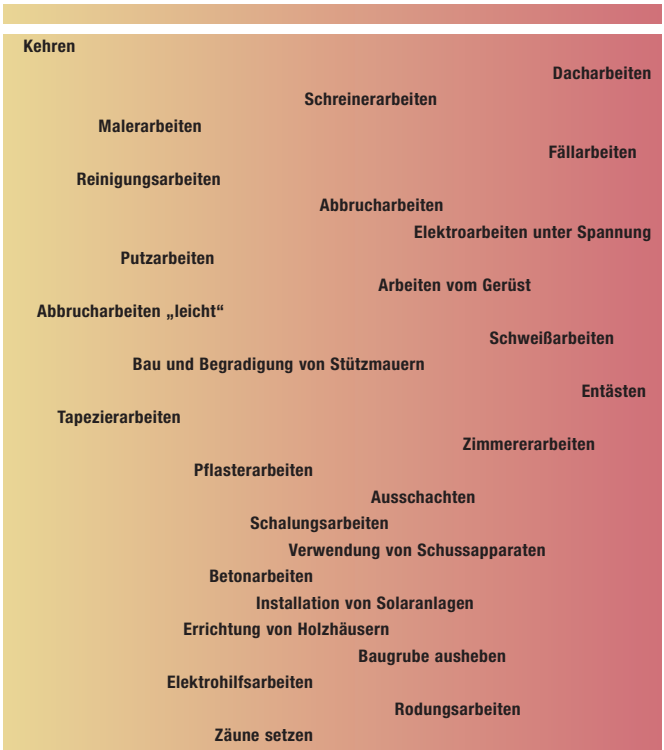 Kehren
Dacharbeiten
Schreinerarbeiten
Malerarbeiten
Fällarbeiten
Reinigungsarbeiten
Abbrucharbeiten
Elektroarbeiten unter Spannung
Putzarbeiten
Arbeiten vom Gerüst
Abbrucharbeiten „leicht“
Schweißarbeiten
Bau und Begradigung von Stützmauern
Entästen
Tapezierarbeiten
Zimmererarbeiten
Pflasterarbeiten
Ausschachten
Schalungsarbeiten
Verwendung von Schussapparaten
Betonarbeiten
Installation von Solaranlagen
Errichtung von Holzhäusern
Baugrube ausheben
Elektrohilfsarbeiten
Rodungsarbeiten
Zäune setzen